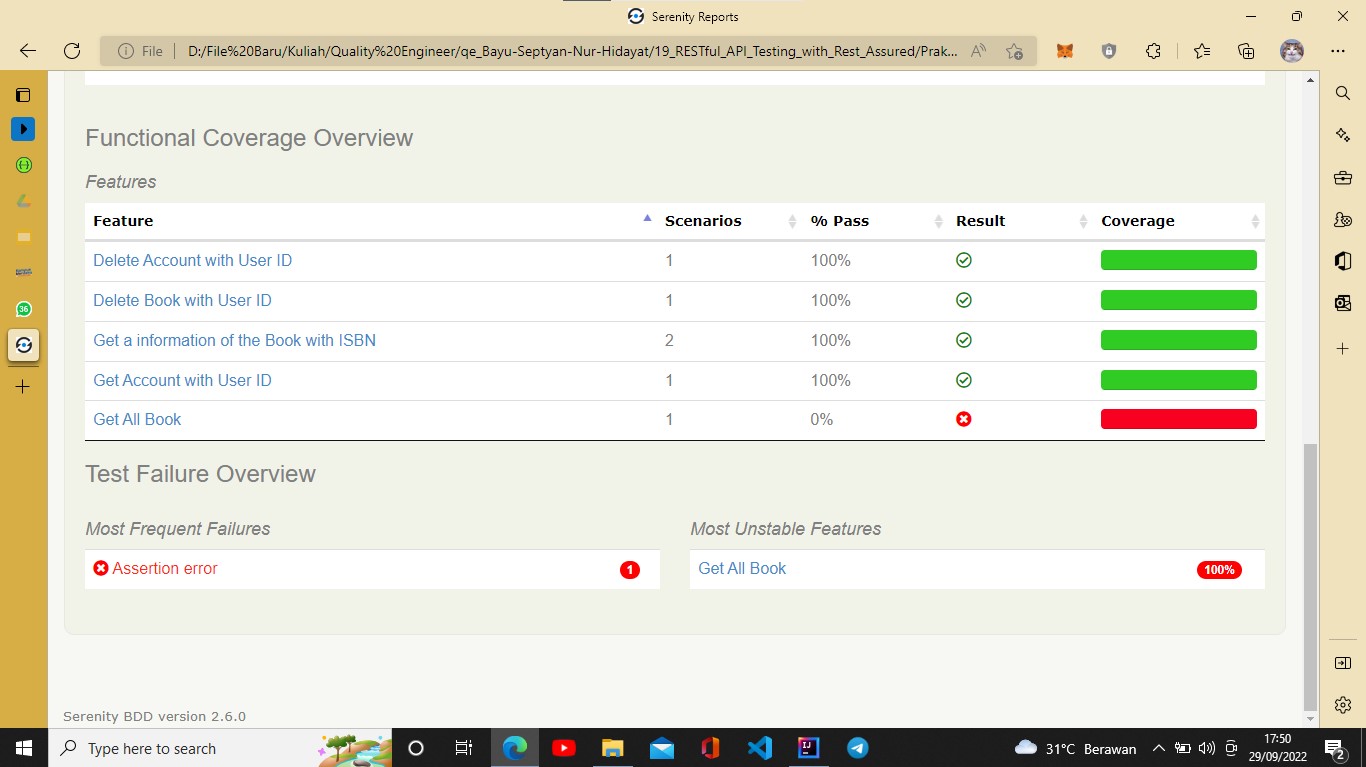 Serenity Reports
File
D:/File%20Baru/Kuliah/Quality%20Engineer/qe_Bayu-Septyan-Nur-Hidayat/19_RESTful_API_Testing_with_Rest_Assured/Prak...
Functional Coverage Overview
Features
Feature Scenarios % Pass Result Coverage
Delete Account with User ID 1 100%
Delete Book with User ID 1 100%
Get a information of the Book with ISBN 2 100%
Get Account with User ID 1 100%
Get All Book 1 0%
Test Failure Overview
Most Frequent Failures Most Unstable Features
Assertion error 1 Get All Book 100%
Serenity BDD version 2.6.0
36
Type here to search
31°C Berawan
17:50
29/09/2022
2